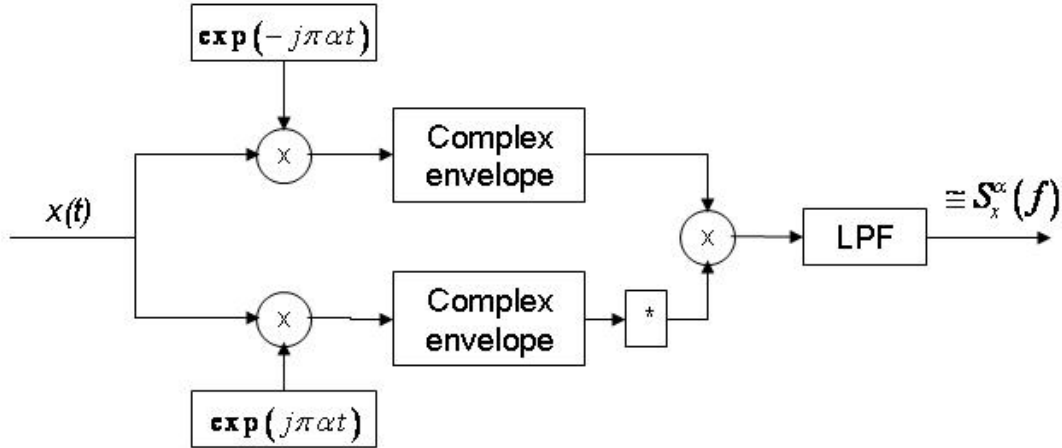 exp(-jπαt)
x
Complex
envelope
x(t)
x
LPF
≅ S_x^α(f)
x
Complex
envelope
*
exp(jπαt)